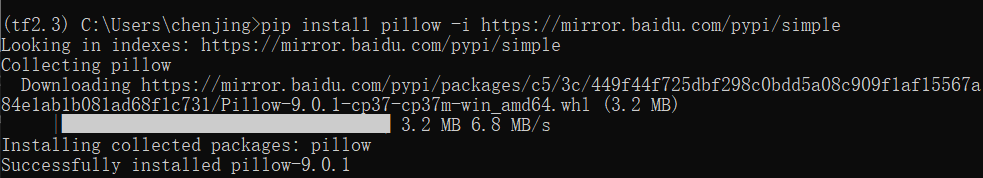 (tf2.3) C:\Users\chenjing>pip install pillow -i https://mirror.baidu.com/pypi/simple
Looking in indexes: https://mirror.baidu.com/pypi/simple
Collecting pillow
  Downloading https://mirror.baidu.com/pypi/packages/c5/3c/449f44f725dbf298c0bdd5a08c909f1af15567a
84e1ab1b081ad68f1c731/Pillow-9.0.1-cp37-cp37m-win_amd64.whl (3.2 MB)
3.2 MB 6.8 MB/s
Installing collected packages: pillow
Successfully installed pillow-9.0.1